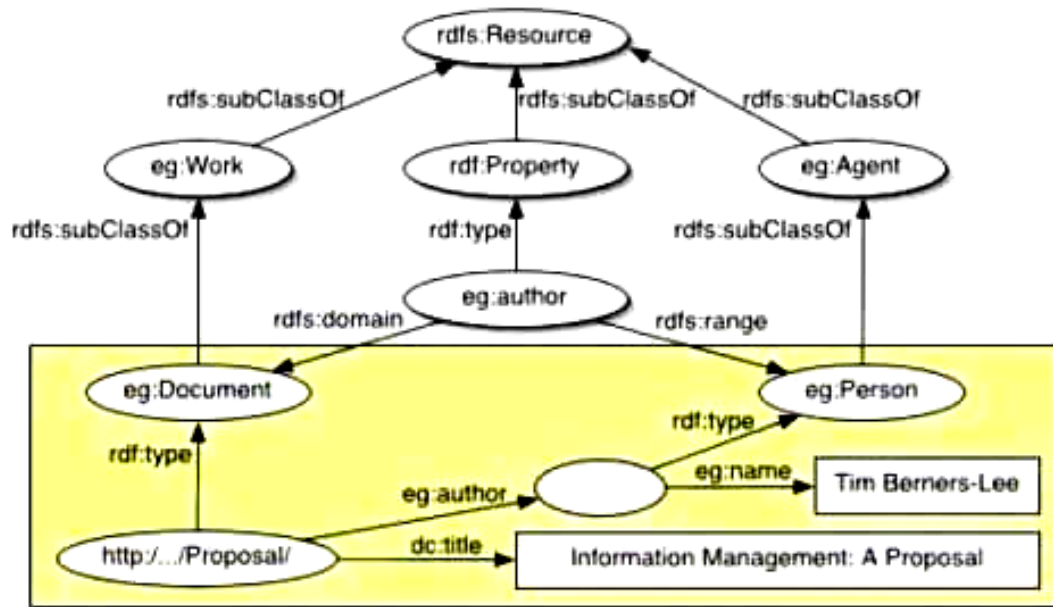 rdfs:Resource
rdfs:subClassOf
rdfs:subClassOf
rdfs:subClassOf
eg:Work
rdf:Property
eg:Agent
rdfs:subClassOf
rdf:type
rdfs:subClassOf
eg:author
rdfs:domain
rdfs:range
eg:Document
eg:Person
rdf:type
rdf:type
eg:author
eg:name
Tim Berners-Lee
http:/.../Proposal/
dc:title
Information Management: A Proposal